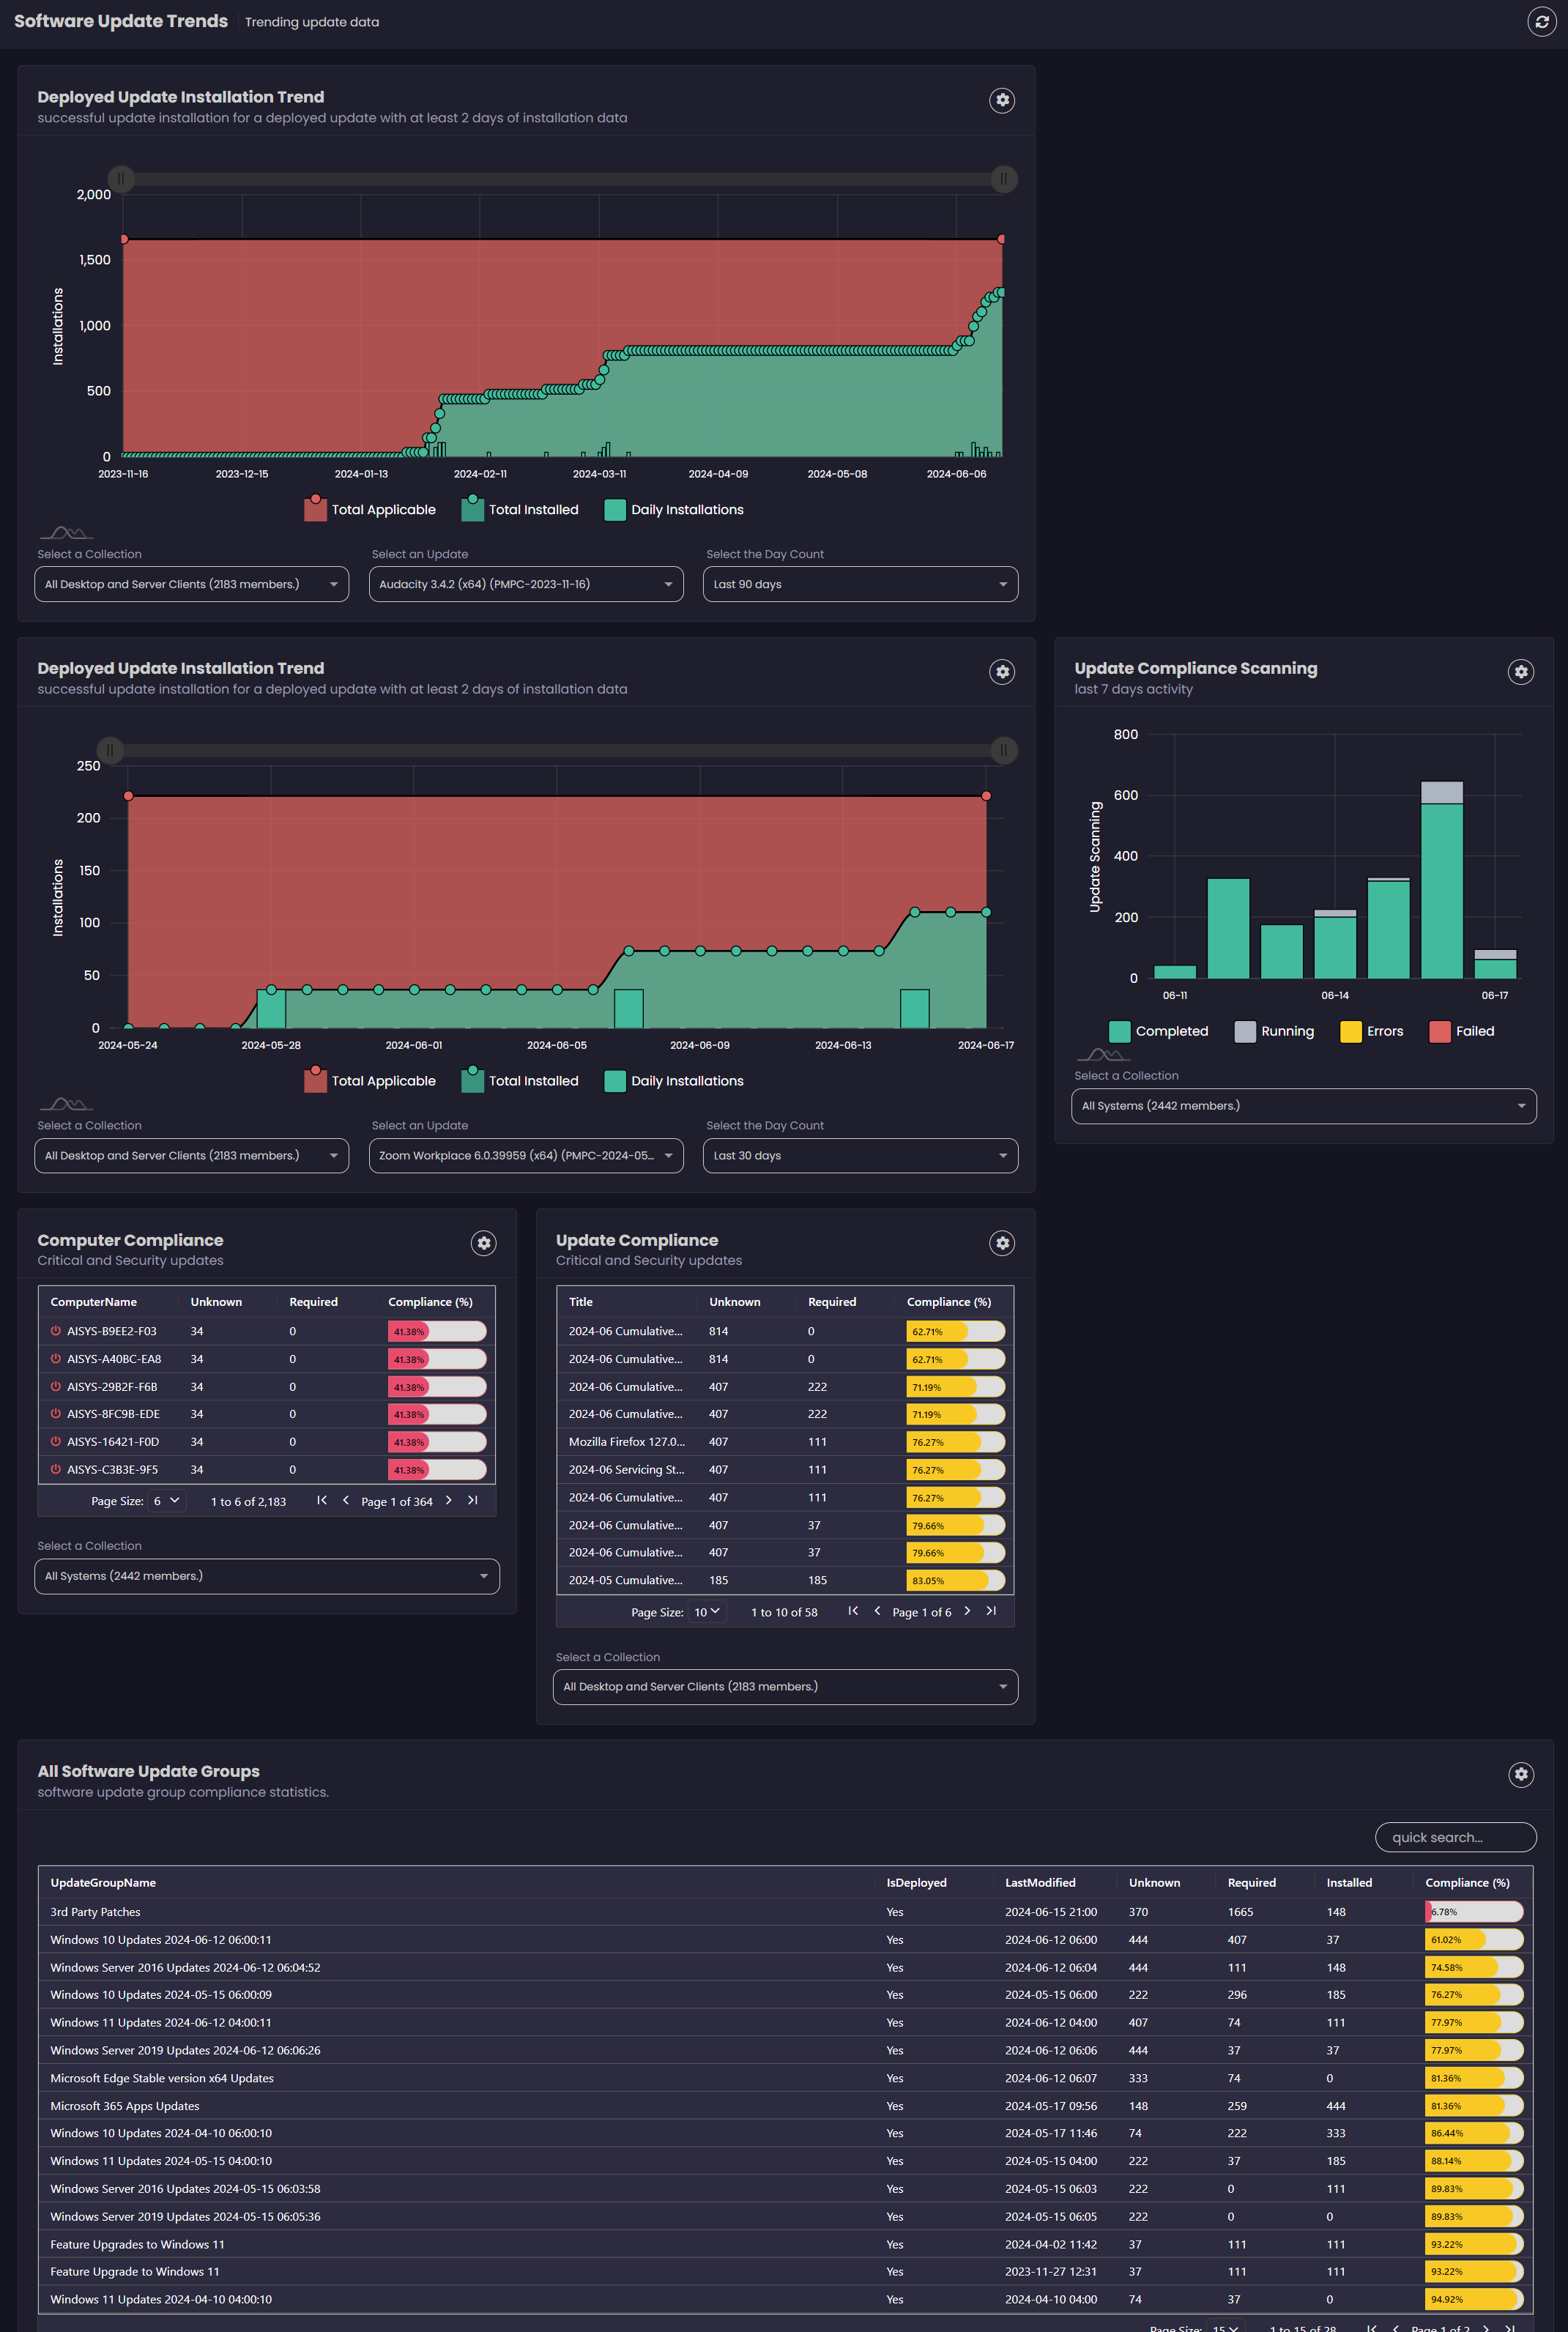 Software Update Trends Trending update data
Deployed Update Installation Trend
successful update installation for a deployed update with at least 2 days of installation data
2,000
1,500
1,000
500
0
Installations
2023-11-16 2023-12-15 2024-01-13 2024-02-11 2024-03-11 2024-04-09 2024-05-08 2024-06-06
Total Applicable Total Installed Daily Installations
Select a Collection Select an Update Select the Day Count
All Desktop and Server Clients (2183 members.) Audacity 3.4.2 (x64) (PMPC-2023-11-16) Last 90 days
Deployed Update Installation Trend
successful update installation for a deployed update with at least 2 days of installation data
250
200
150
100
50
0
Installations
2024-05-24 2024-05-28 2024-06-01 2024-06-05 2024-06-09 2024-06-13 2024-06-17
Total Applicable Total Installed Daily Installations
Select a Collection Select an Update Select the Day Count
All Desktop and Server Clients (2183 members.) Zoom Workplace 6.0.39959 (x64) (PMPC-2024-05... Last 30 days
Update Compliance Scanning
last 7 days activity
800
600
400
200
0
Update Scanning
06-11 06-14 06-17
Completed Running Errors Failed
Select a Collection
All Systems (2442 members.)
Computer Compliance
Critical and Security updates
ComputerName Unknown Required Compliance (%)
AISYS-B9EE2-F03 34 0 41.38%
AISYS-A40BC-EA8 34 0 41.38%
AISYS-29B2F-F6B 34 0 41.38%
AISYS-8FC9B-EDE 34 0 41.38%
AISYS-16421-F0D 34 0 41.38%
AISYS-C3B3E-9F5 34 0 41.38%
Page Size: 6 1 to 6 of 2,183 Page 1 of 364
Select a Collection
All Systems (2442 members.)
Update Compliance
Critical and Security updates
Title Unknown Required Compliance (%)
2024-06 Cumulative... 814 0 62.71%
2024-06 Cumulative... 814 0 62.71%
2024-06 Cumulative... 407 222 71.19%
2024-06 Cumulative... 407 222 71.19%
Mozilla Firefox 127.0... 407 111 76.27%
2024-06 Servicing St... 407 111 76.27%
2024-06 Cumulative... 407 111 76.27%
2024-06 Cumulative... 407 37 79.66%
2024-06 Cumulative... 407 37 79.66%
2024-05 Cumulative... 185 185 83.05%
Page Size: 10 1 to 10 of 58 Page 1 of 6
Select a Collection
All Desktop and Server Clients (2183 members.)
All Software Update Groups
software update group compliance statistics.
quick search...
UpdateGroupName IsDeployed LastModified Unknown Required Installed Compliance (%)
3rd Party Patches Yes 2024-06-15 21:00 370 1665 148 6.78%
Windows 10 Updates 2024-06-12 06:00:11 Yes 2024-06-12 06:00 444 407 37 61.02%
Windows Server 2016 Updates 2024-06-12 06:04:52 Yes 2024-06-12 06:04 444 111 148 74.58%
Windows 10 Updates 2024-05-15 06:00:09 Yes 2024-05-15 06:00 222 296 185 76.27%
Windows 11 Updates 2024-06-12 04:00:11 Yes 2024-06-12 04:00 407 74 111 77.97%
Windows Server 2019 Updates 2024-06-12 06:06:26 Yes 2024-06-12 06:06 444 37 37 77.97%
Microsoft Edge Stable version x64 Updates Yes 2024-06-12 06:07 333 74 0 81.36%
Microsoft 365 Apps Updates Yes 2024-05-17 09:56 148 259 444 81.36%
Windows 10 Updates 2024-04-10 06:00:10 Yes 2024-05-17 11:46 74 222 333 86.44%
Windows 11 Updates 2024-05-15 04:00:10 Yes 2024-05-15 04:00 222 37 185 88.14%
Windows Server 2016 Updates 2024-05-15 06:03:58 Yes 2024-05-15 06:03 222 0 111 89.83%
Windows Server 2019 Updates 2024-05-15 06:05:36 Yes 2024-05-15 06:05 222 0 0 89.83%
Feature Upgrades to Windows 11 Yes 2024-04-02 11:42 37 111 111 93.22%
Feature Upgrade to Windows 11 Yes 2023-11-27 12:31 37 111 111 93.22%
Windows 11 Updates 2024-04-10 04:00:10 Yes 2024-04-10 04:00 74 37 0 94.92%
Page Size: 15 1 to 15 of 28 Page 1 of 2